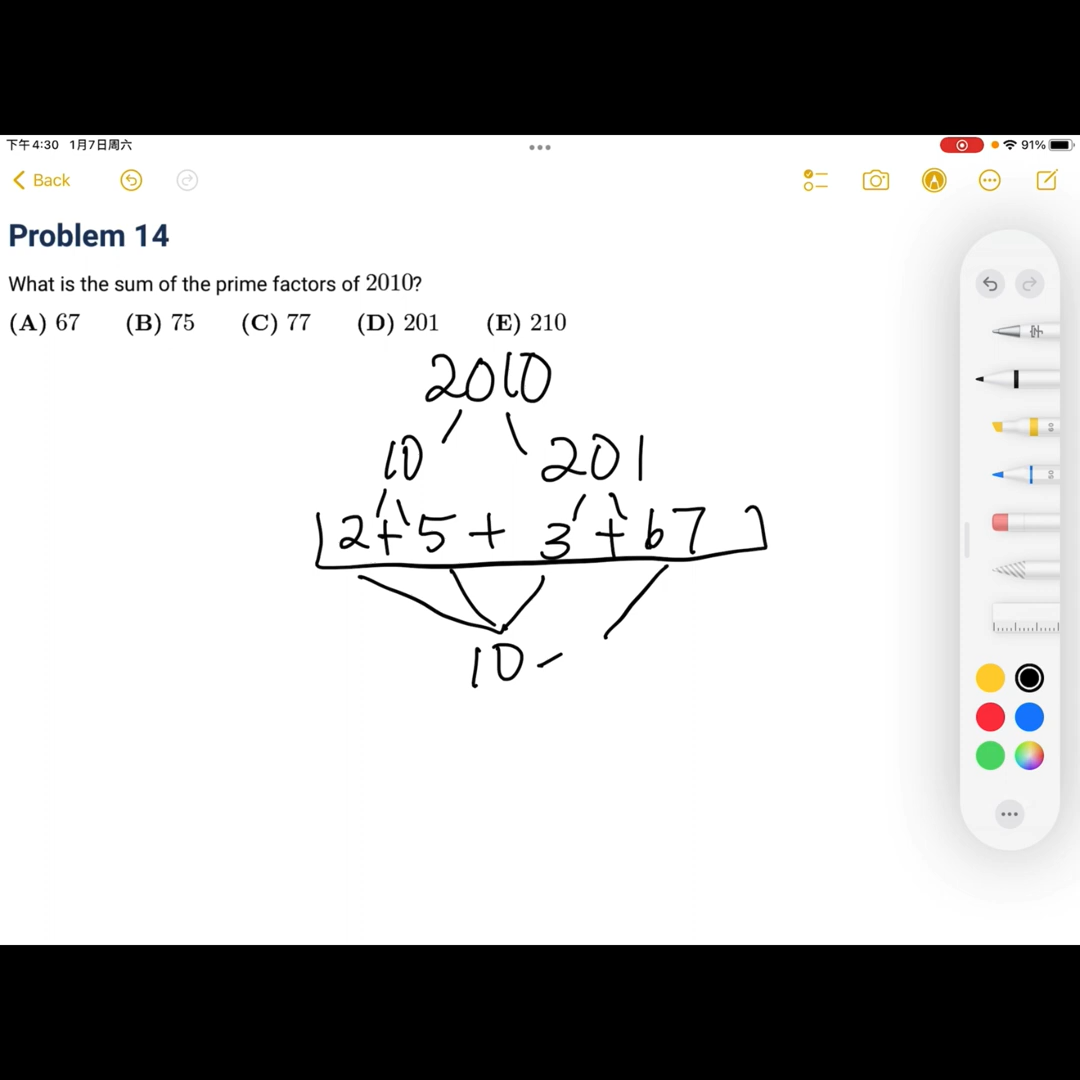 下午4:30 1月7日周六
91%
Back
Problem 14
What is the sum of the prime factors of 2010?
(A) 67 (B) 75 (C) 77 (D) 201 (E) 210
2010
10 201
2+5+3+67
10